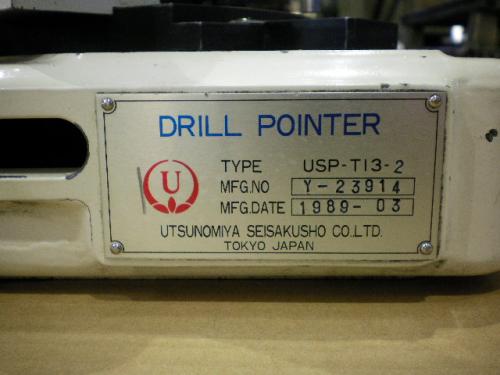 DRILL POINTER
TYPE USP-T13-2
U
MFG.NO Y-23914
MFG.DATE 1989-03
UTSUNOMIYA SEISAKUSHO CO.LTD.
TOKYO JAPAN